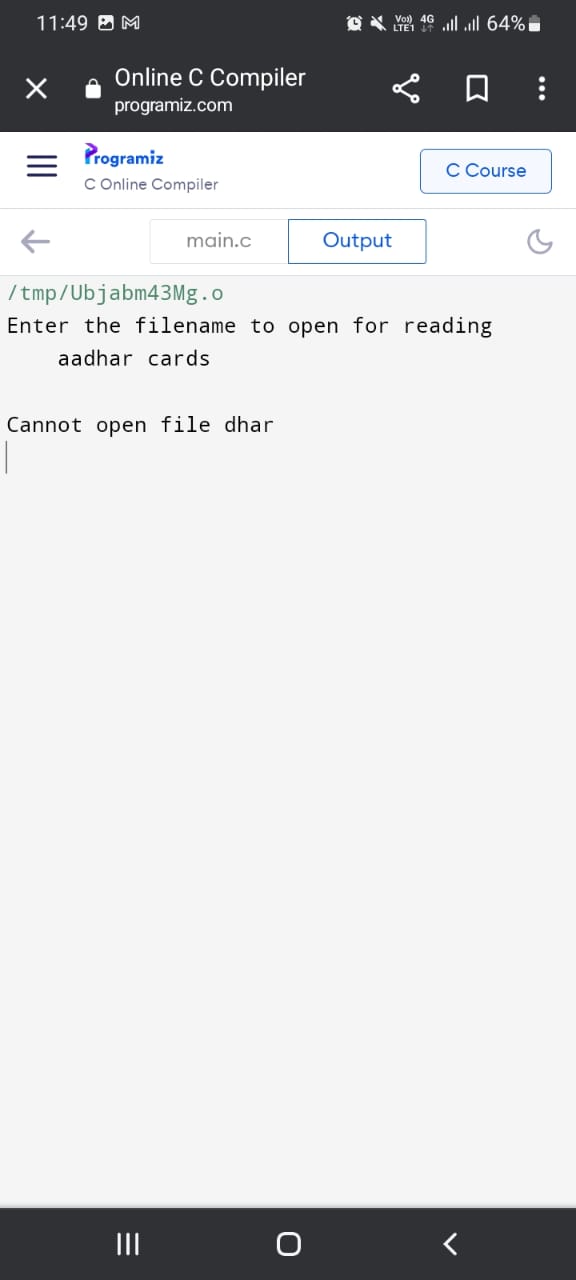 11:49
Vo)) 4G
LTE1 64%
Online C Compiler
programiz.com
Programiz
C Online Compiler
C Course
main.c
Output
/tmp/Ubjabm43Mg.o
Enter the filename to open for reading
aadhar cards
Cannot open file dhar